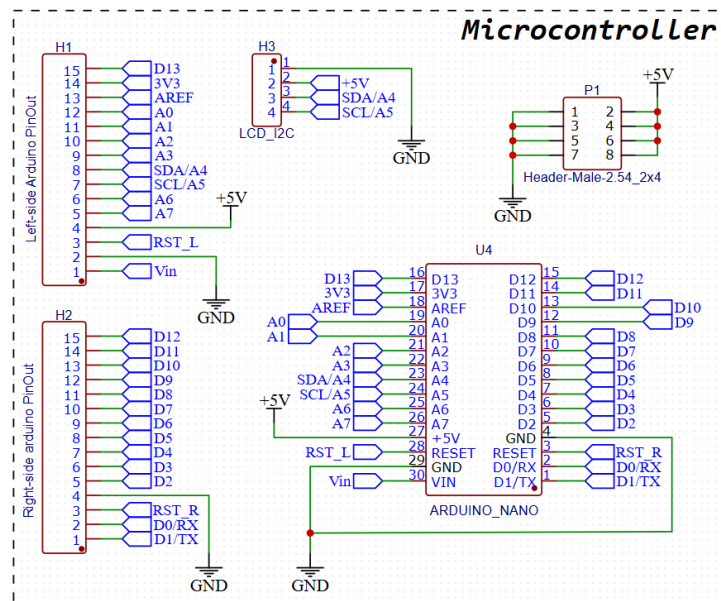 Microcontroller
H1
Left-side Arduino PinOut
15 D13
14 3V3
13 AREF
12 A0
11 A1
10 A2
9 A3
8 SDA/A4
7 SCL/A5
6 A6
5 A7
4 +5V
3 RST_L
2
1 Vin
GND
H3
1 1
2 2 +5V
3 3 SDA/A4
4 4 SCL/A5
LCD_I2C
GND
P1
+5V
1 2
3 4
5 6
7 8
Header-Male-2.54_2x4
GND
H2
Right-side arduino PinOut
15 D12
14 D11
13 D10
12 D9
11 D8
10 D7
9 D6
8 D5
7 D4
6 D3
5 D2
4
3 RST_R
2 D0/RX
1 D1/TX
GND
U4
D13 16 D13 D12 15 D12
3V3 17 3V3 D11 14 D11
AREF 18 AREF D10 13 D10
A0 19 A0 D9 12 D9
A1 20 A1 D8 11 D8
A2 21 A2 D7 10 D7
A3 22 A3 D6 9 D6
SDA/A4 23 A4 D5 8 D5
SCL/A5 24 A5 D4 7 D4
A6 25 A6 D3 6 D3
A7 26 A7 D2 5 D2
+5V 27 +5V GND 4
RST_L 28 RESET RESET 3 RST_R
29 GND D0/RX 2 D0/RX
Vin 30 VIN D1/TX 1 D1/TX
ARDUINO_NANO
GND